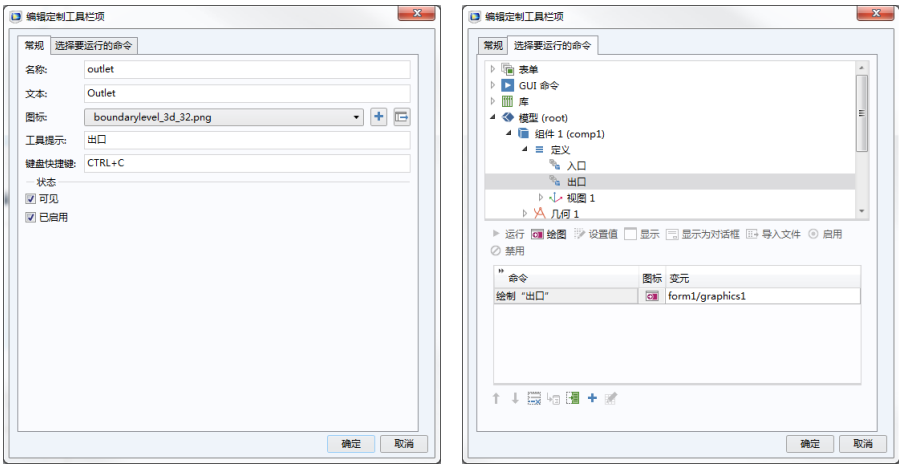 编辑定制工具栏项
常规 选择要运行的命令
名称: outlet
文本: Outlet
图标: boundarylevel_3d_32.png
工具提示: 出口
键盘快捷键: CTRL+C
状态
可见
已启用
确定 取消
编辑定制工具栏项
常规 选择要运行的命令
表单
GUI 命令
库
模型 (root)
组件 1 (comp1)
定义
入口
出口
视图 1
几何 1
运行 绘图 设置值 显示 显示为对话框 导入文件 启用
禁用
命令 图标 变元
绘制“出口” form1/graphics1
确定 取消